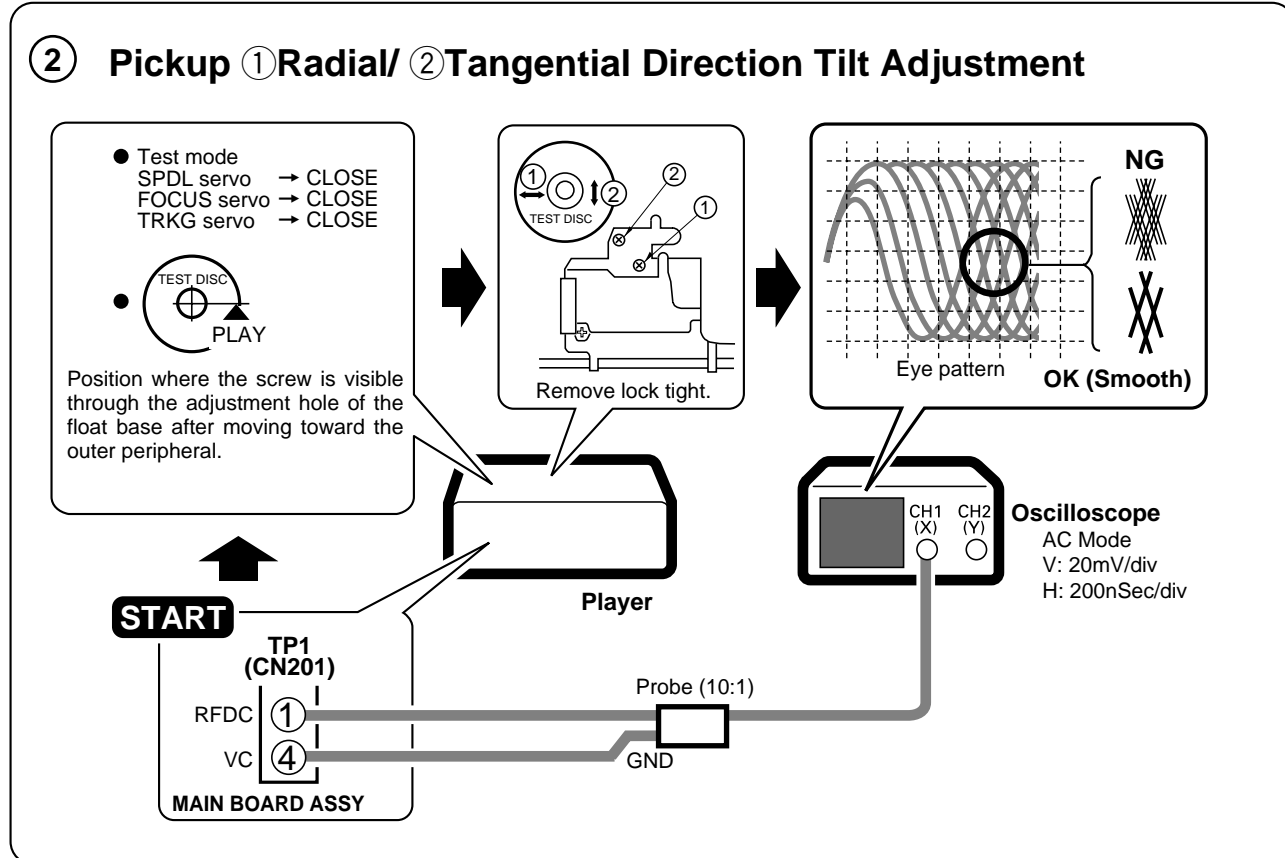 ② Pickup ①Radial/ ②Tangential Direction Tilt Adjustment
● Test mode
SPDL servo → CLOSE
FOCUS servo → CLOSE
TRKG servo → CLOSE
●
TEST DISC
PLAY
Position where the screw is visible
through the adjustment hole of the
float base after moving toward the
outer peripheral.
①
②
TEST DISC
②
①
Remove lock tight.
Eye pattern
NG
OK (Smooth)
Player
CH1
(X)
CH2
(Y)
Oscilloscope
AC Mode
V: 20mV/div
H: 200nSec/div
START
TP1
(CN201)
RFDC ①
VC ④
MAIN BOARD ASSY
Probe (10:1)
GND